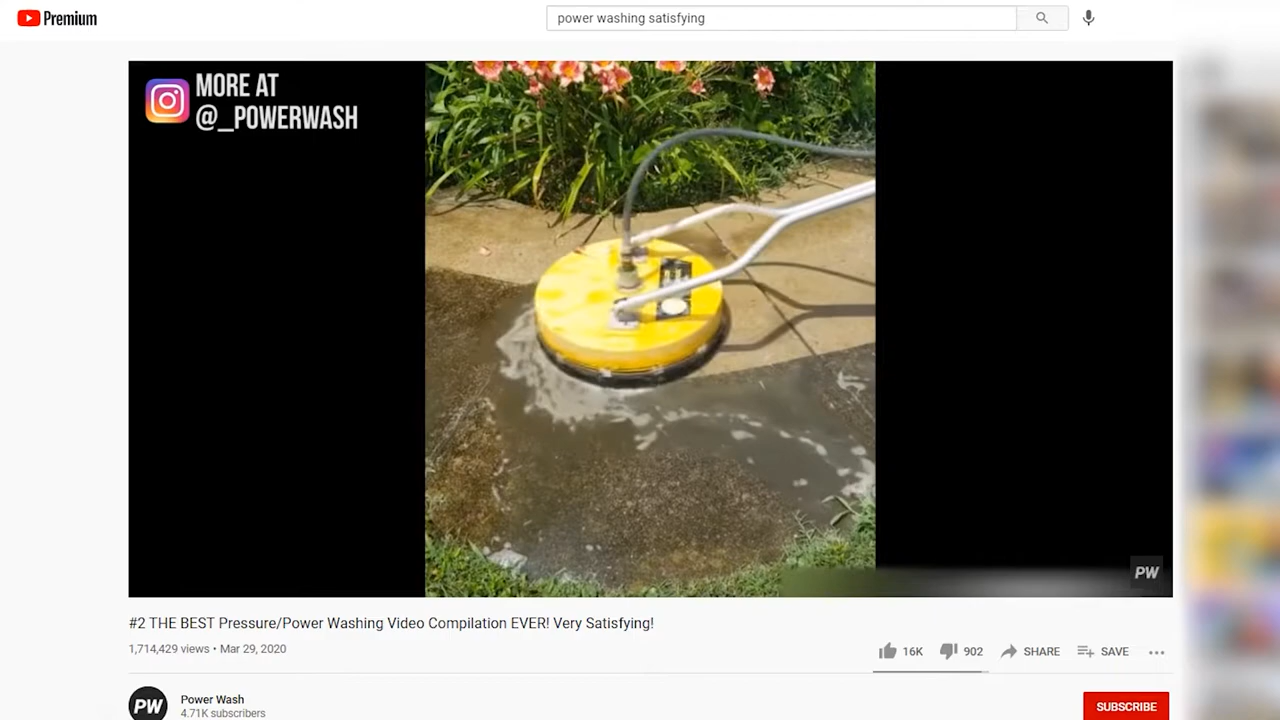 Premium
power washing satisfying
MORE AT
@_POWERWASH
PW
#2 THE BEST Pressure/Power Washing Video Compilation EVER! Very Satisfying!
1,714,429 views • Mar 29, 2020
16K
902
SHARE
SAVE
PW
Power Wash
4.71K subscribers
SUBSCRIBE